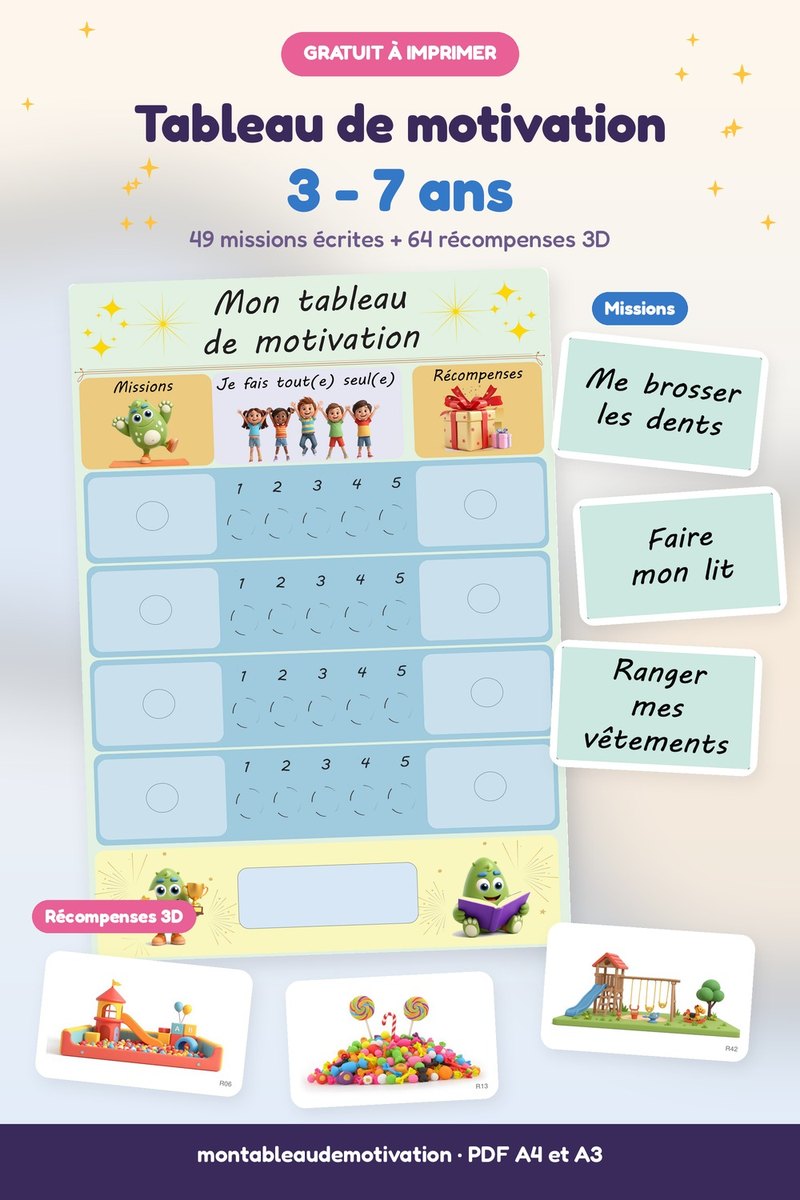 GRATUIT À IMPRIMER
Tableau de motivation
3 - 7 ans
49 missions écrites + 64 récompenses 3D
Mon tableau
de motivation
Missions
Je fais tout(e) seul(e)
Récompenses
1 2 3 4 5
1 2 3 4 5
1 2 3 4 5
1 2 3 4 5
Missions
Me brosser
les dents
Faire
mon lit
Ranger
mes
vêtements
Récompenses 3D
R06
R13
R42
montableaudemotivation · PDF A4 et A3